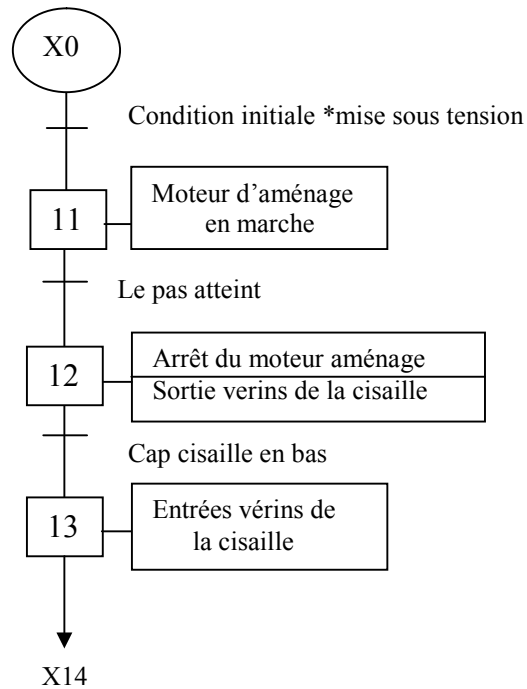 X0
Condition initiale *mise sous tension
11
Moteur d’aménage
en marche
Le pas atteint
12
Arrêt du moteur aménage
Sortie verins de la cisaille
Cap cisaille en bas
13
Entrées vérins de
la cisaille
X14